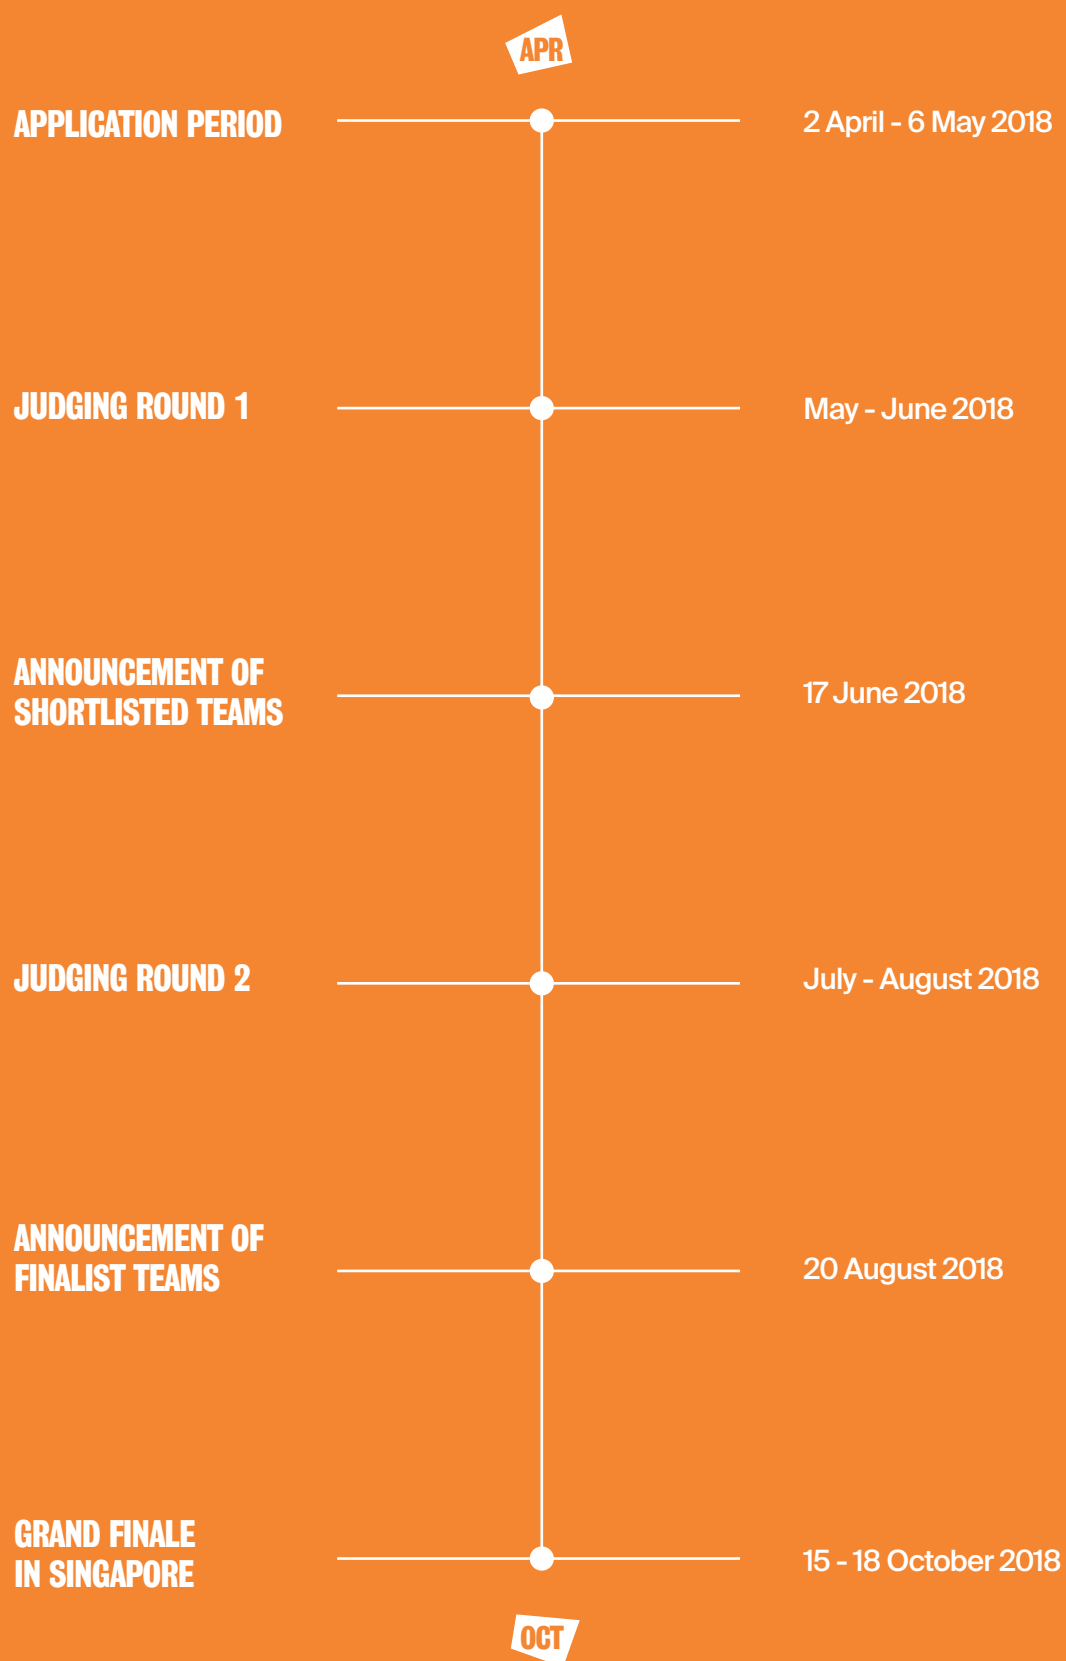 APR
APPLICATION PERIOD
2 April - 6 May 2018
JUDGING ROUND 1
May - June 2018
ANNOUNCEMENT OF
SHORTLISTED TEAMS
17 June 2018
JUDGING ROUND 2
July - August 2018
ANNOUNCEMENT OF
FINALIST TEAMS
20 August 2018
GRAND FINALE
IN SINGAPORE
15 - 18 October 2018
OCT